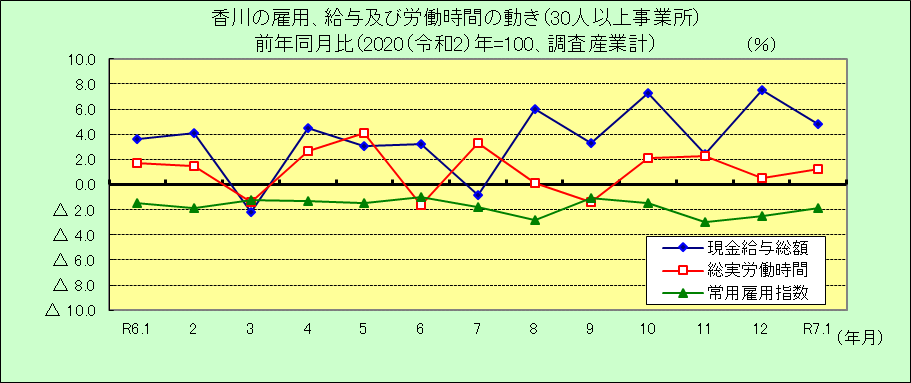 香川の雇用、給与及び労働時間の動き(30人以上事業所)
前年同月比(2020(令和2)年=100、調査産業計)
(%)
10.0
8.0
6.0
4.0
2.0
0.0
△ 2.0
△ 4.0
△ 6.0
△ 8.0
△ 10.0
現金給与総額
総実労働時間
常用雇用指数
R6.1 2 3 4 5 6 7 8 9 10 11 12 R7.1
(年月)